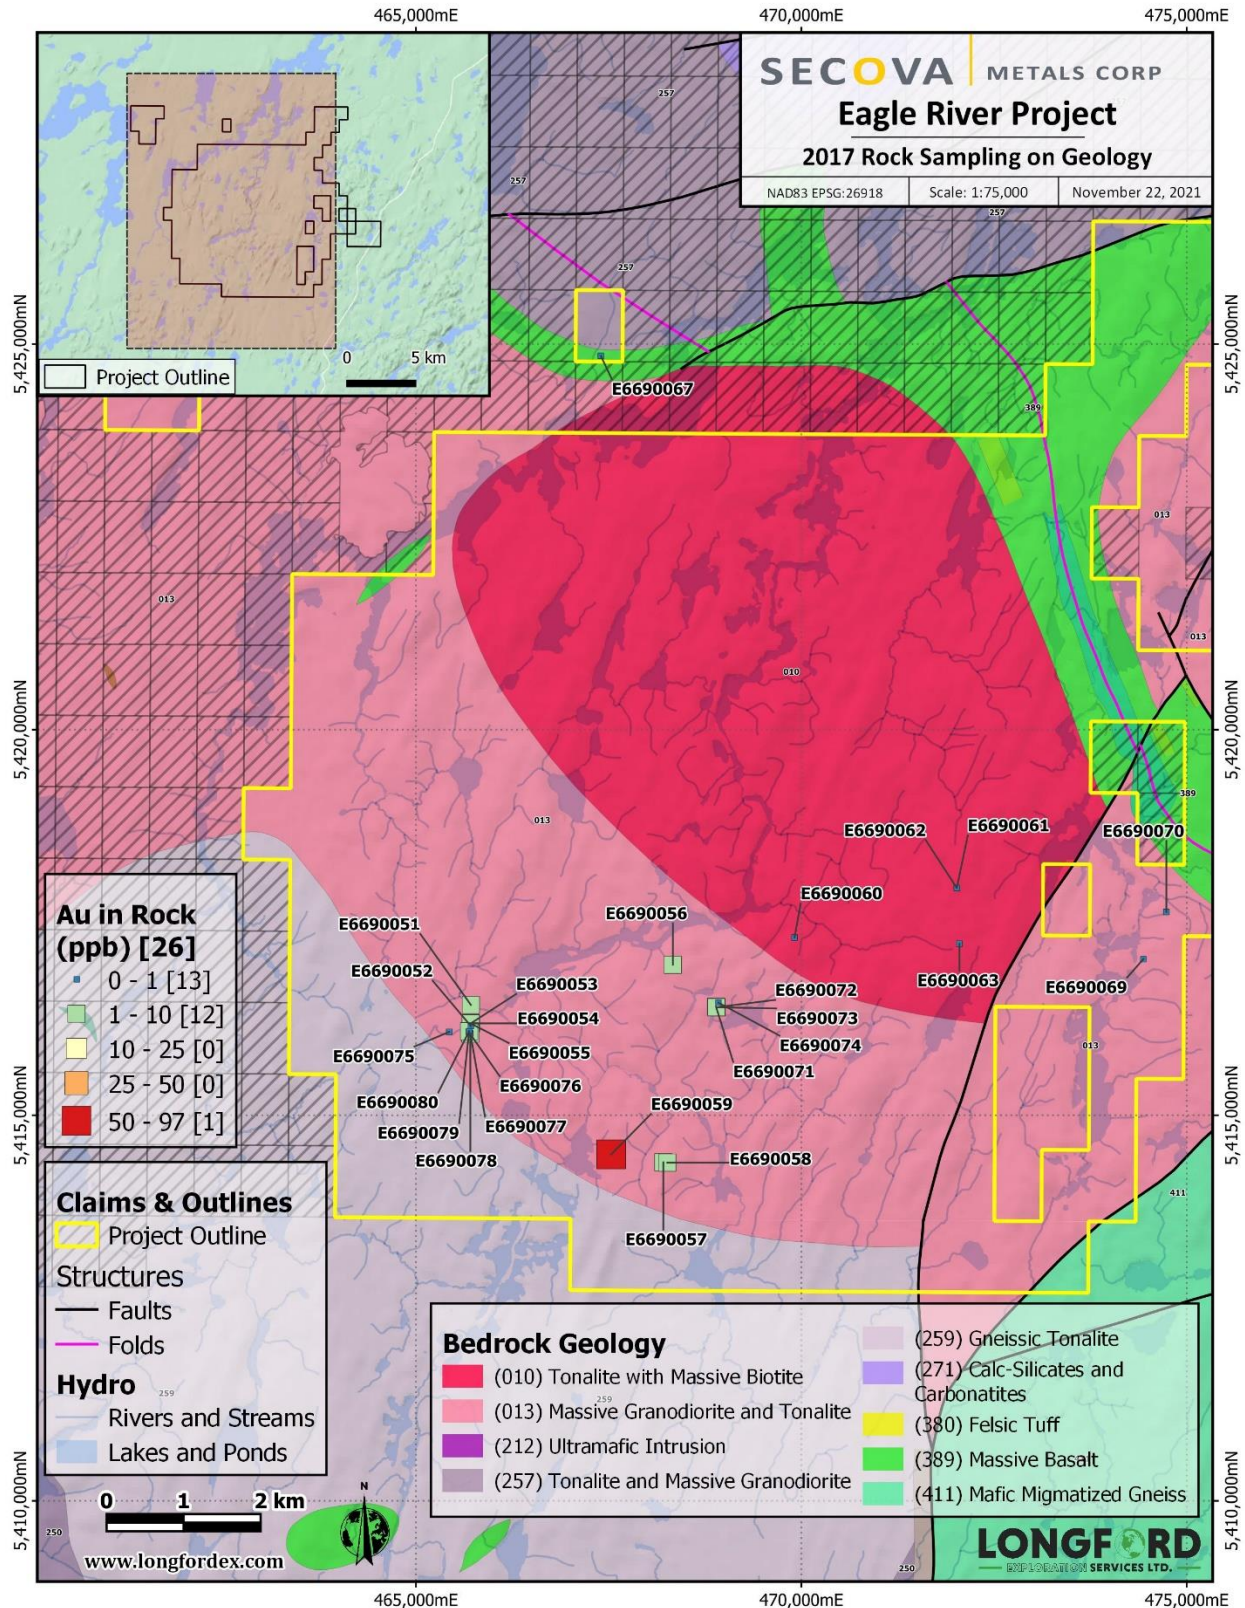 465,000mE
470,000mE
475,000mE
SECOVA METALS CORP
Eagle River Project
2017 Rock Sampling on Geology
NAD83 EPSG:26918
Scale: 1:75,000
November 22, 2021
0 5 km
Project Outline
257
257
257
257
5,425,000mN
5,425,000mN
E6690067
389
013
013
013
010
5,420,000mN
5,420,000mN
389
013
E6690062
E6690061
E6690070
E6690060
E6690056
E6690051
E6690052
E6690053
E6690054
E6690055
E6690063
E6690069
E6690072
E6690073
E6690074
E6690071
E6690075
E6690076
E6690080
E6690079
E6690077
E6690078
E6690059
E6690058
E6690057
013
411
5,415,000mN
5,415,000mN
Au in Rock
(ppb) [26]
0 - 1 [13]
1 - 10 [12]
10 - 25 [0]
25 - 50 [0]
50 - 97 [1]
Claims & Outlines
Project Outline
Structures
Faults
Folds
Hydro
259
Rivers and Streams
Lakes and Ponds
Bedrock Geology
(010) Tonalite with Massive Biotite
(013) Massive Granodiorite and Tonalite
259
(212) Ultramafic Intrusion
(257) Tonalite and Massive Granodiorite
(259) Gneissic Tonalite
(271) Calc-Silicates and
Carbonatites
(380) Felsic Tuff
(389) Massive Basalt
(411) Mafic Migmatized Gneiss
5,410,000mN
5,410,000mN
0 1 2 km
N
250
250
www.longfordex.com
LONGFORD
EXPLORATION SERVICES LTD.
465,000mE
470,000mE
475,000mE